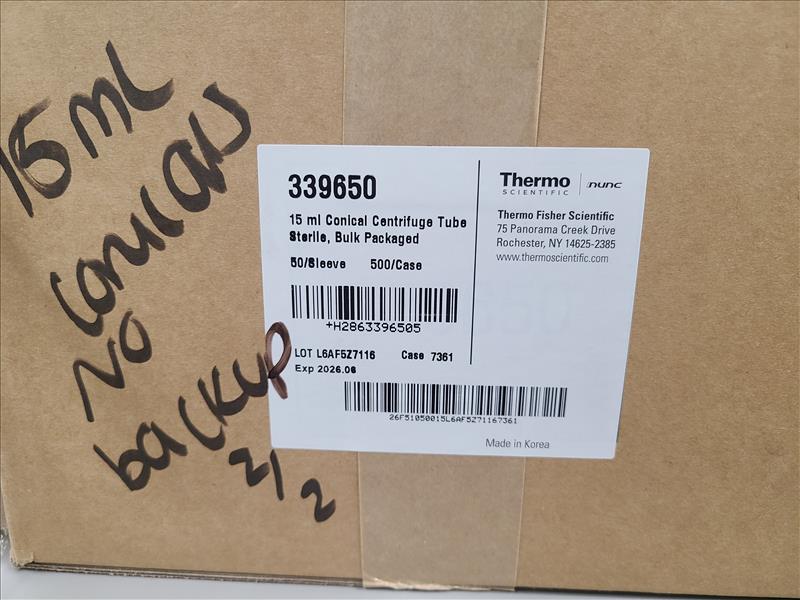 15 ml
Conicals
No
backup
2/2
339650
15 ml Conical Centrifuge Tube
Sterile, Bulk Packaged
50/Sleeve 500/Case
+H2863396505
LOT L6AF5Z7116 Case 7361
Exp 2026.06
26F51050015L6AF5Z71167361
Thermo
SCIENTIFIC
nunc
Thermo Fisher Scientific
75 Panorama Creek Drive
Rochester, NY 14625-2385
www.thermoscientific.com
Made in Korea